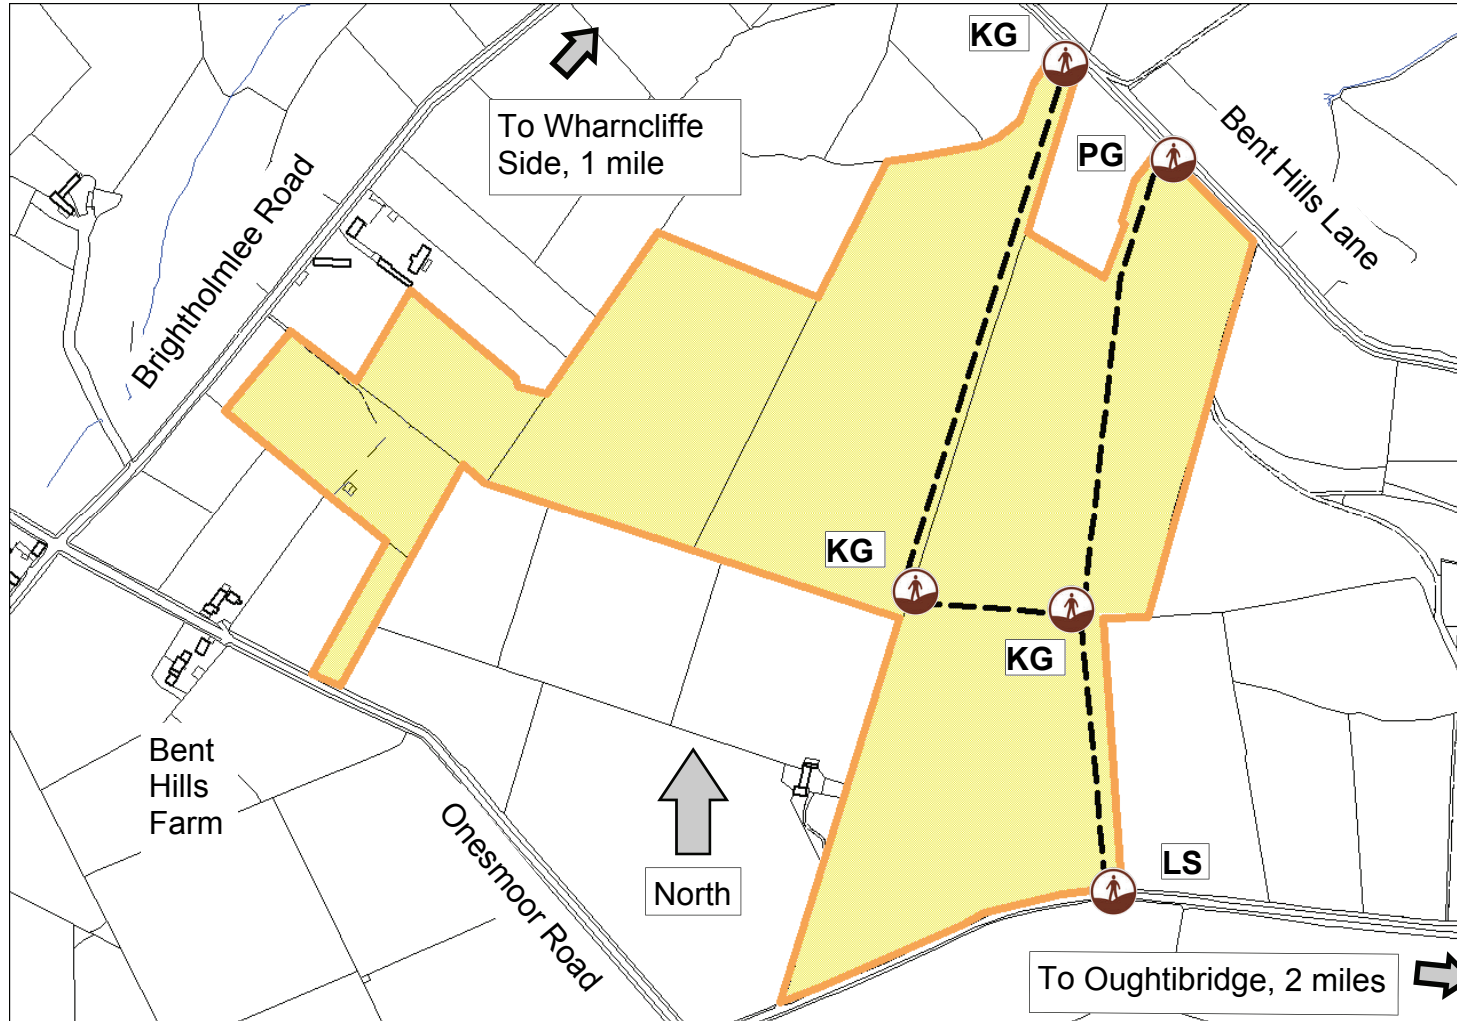 KG
To Wharncliffe
Side, 1 mile
PG
Bent Hills Lane
Brightholmlee Road
KG
KG
Bent
Hills
Farm
Onesmoor Road
North
LS
To Oughtibridge, 2 miles